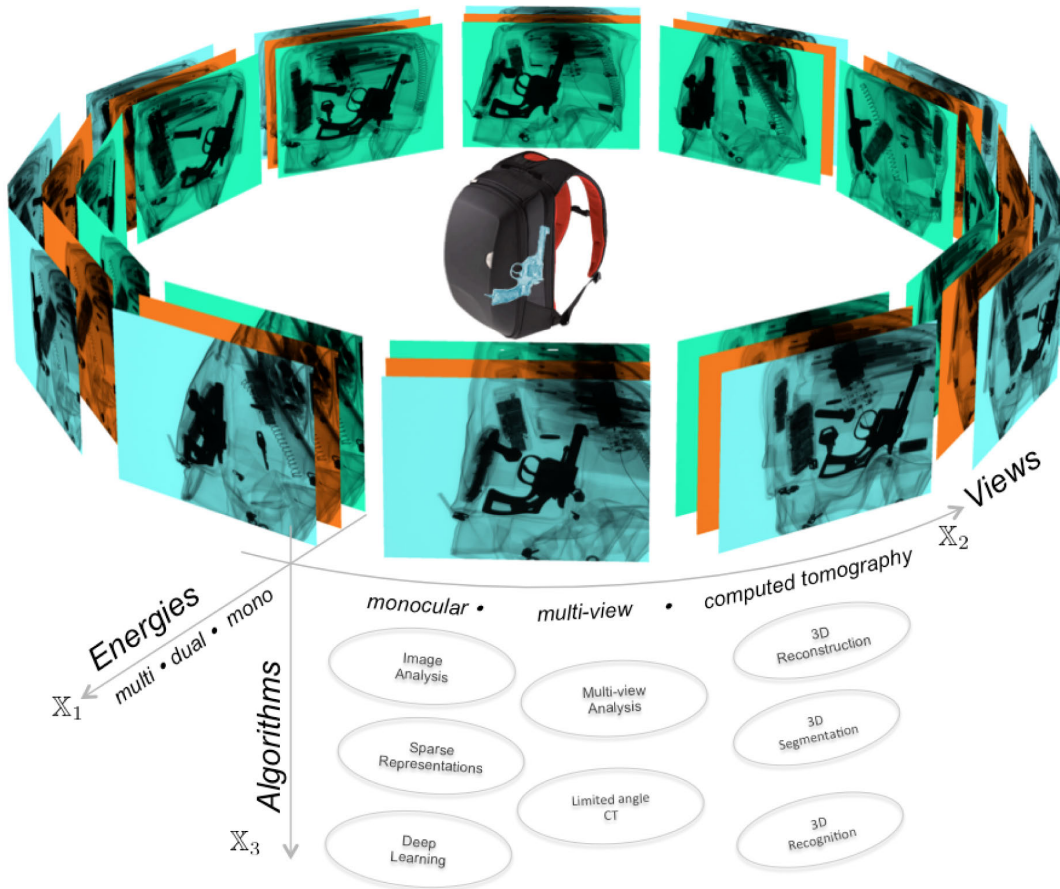 Views
𝕏₂
Energies
multi • dual • mono
𝕏₁
monocular • multi-view • computed tomography
Algorithms
𝕏₃
Image
Analysis
Sparse
Representations
Deep
Learning
Multi-view
Analysis
Limited angle
CT
3D
Reconstruction
3D
Segmentation
3D
Recognition